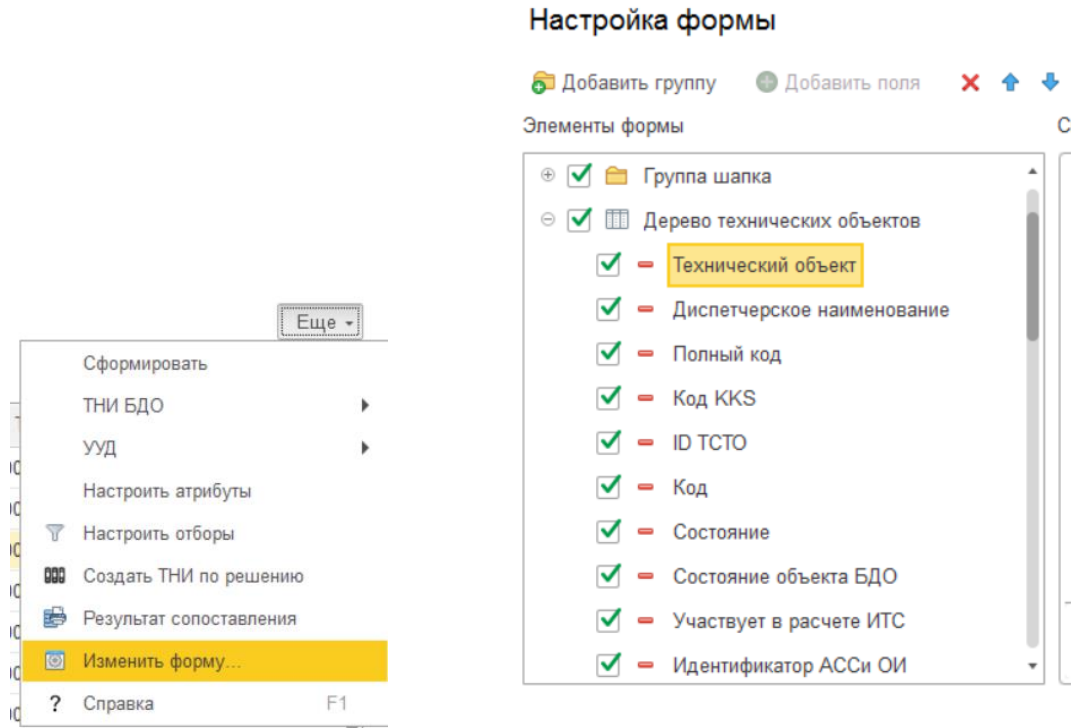 Настройка формы
Добавить группу
Добавить поля
Элементы формы
Группа шапка
Дерево технических объектов
Технический объект
Диспетчерское наименование
Полный код
Код KKS
ID ТСТО
Код
Состояние
Состояние объекта БДО
Участвует в расчете ИТС
Идентификатор АССи ОИ
Еще
Сформировать
ТНИ БДО
УУД
Настроить атрибуты
Настроить отборы
Создать ТНИ по решению
Результат сопоставления
Изменить форму...
? Справка F1